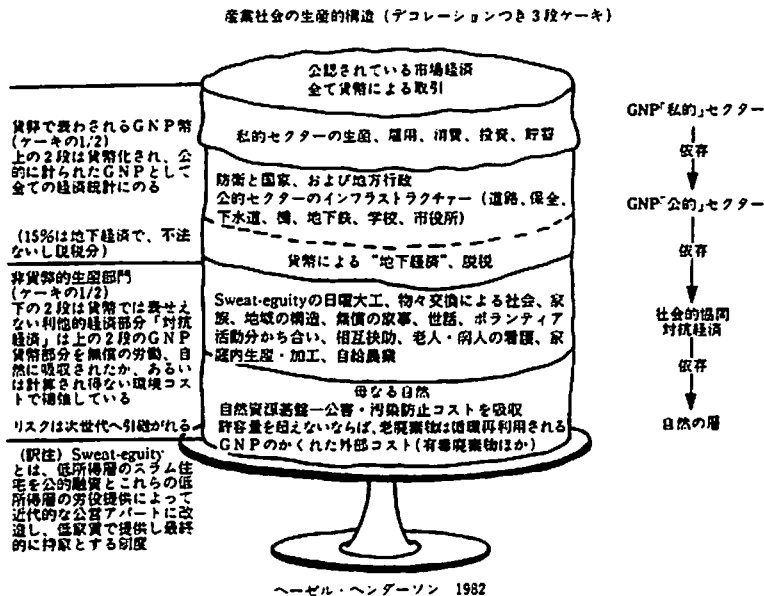 産業社会の生産的構造（デコレーションつき3段ケーキ）
公認されている市場経済
全て貨幣による取引
私的セクターの生産、雇用、消費、投資、貯蓄
防衛と国家、および地方行政
公的セクターのインフラストラクチャー（道路、保全、
下水道、橋、地下鉄、学校、市役所）
貨幣による“地下経済”、脱税
Sweat-eguityの日曜大工、物々交換による社会、家
族、地域の構造、無償の家事、世話、ボランティア
活動分かち合い、相互扶助、老人・病人の看護、家
庭内生産・加工、自給農業
母なる自然
自然資源基盤一公害・汚染防止コストを吸収
許容量を超えないならば、老廃棄物は循環再利用される
GNPのかくれた外部コスト（有毒廃棄物ほか）
貨幣で表わされるGNP幣
（ケーキの1/2）
上の2段は貨幣化され、公
的に計られたGNPとして
全ての経済統計にのる
（15%は地下経済で、不法
ないし脱税分）
非貨幣的生産部門
（ケーキの1/2）
下の2段は貨幣では表せえ
ない利他的経済部分「対抗
経済」は上の2段のGNP
貨幣部分を無償の労働、自
然に吸収されたか、あるい
は計算され得ない環境コス
トで補強している
リスクは次世代へ引継がれる
（訳注）Sweat-eguity
とは、低所得層のスラム住
宅を公的融資とこれらの低
所得層の労役提供によって
近代的な公営アパートに改
造し、低家賃で提供し最終
的に持家とする制度
GNP「私的」セクター
依存
GNP「公的」セクター
依存
社会的協同
対抗経済
依存
自然の層
ヘーゼル・ヘンダーソン 1982